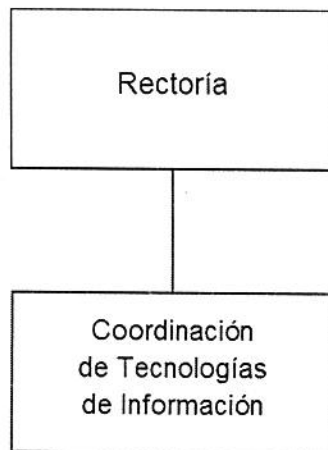 Rectoría
Coordinación
de Tecnologías
de Información